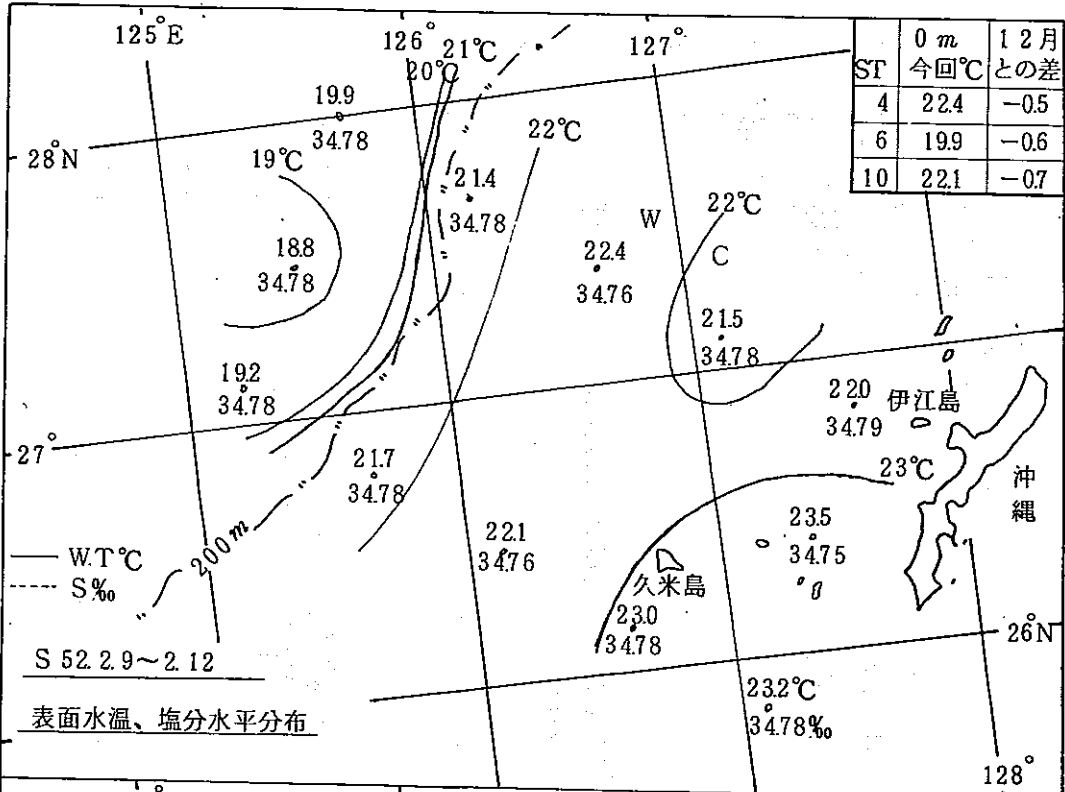 125°E
126°
127°
21℃
20℃
0 m 12月
ST 今回℃ との差
4 22.4 -0.5
6 19.9 -0.6
10 22.1 -0.7
19.9
34.78
22℃
28°N
19℃
21.4
34.78
W
22℃
C
18.8
34.78
22.4
34.76
21.5
34.78
19.2
34.78
22.0
34.79
伊江島
27°
21.7
34.78
23℃
沖縄
22.1
34.76
23.5
34.75
200m
W.T℃
S‰
久米島
23.0
34.78
26°N
S 52.2.9~2.12
23.2℃
34.78‰
表面水温、塩分水平分布
128°